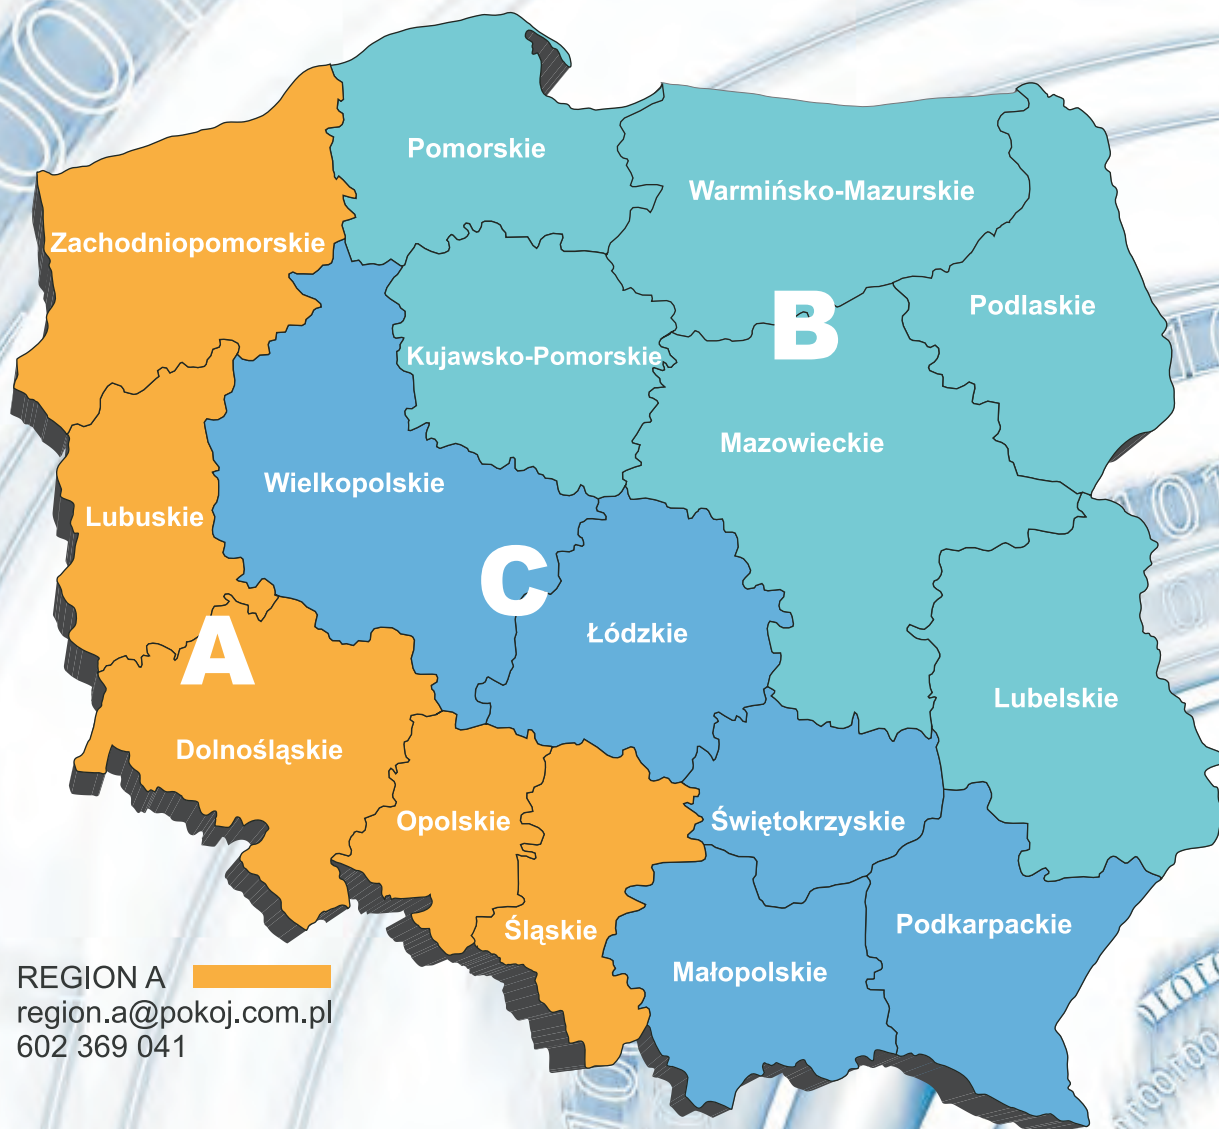 Pomorskie
Warmińsko-Mazurskie
Zachodniopomorskie
Podlaskie
B
Kujawsko-Pomorskie
Mazowieckie
Wielkopolskie
Lubuskie
C
Łódzkie
A
Lubelskie
Dolnośląskie
Opolskie
Świętokrzyskie
Śląskie
Podkarpackie
Małopolskie
REGION A
region.a@pokoj.com.pl
602 369 041